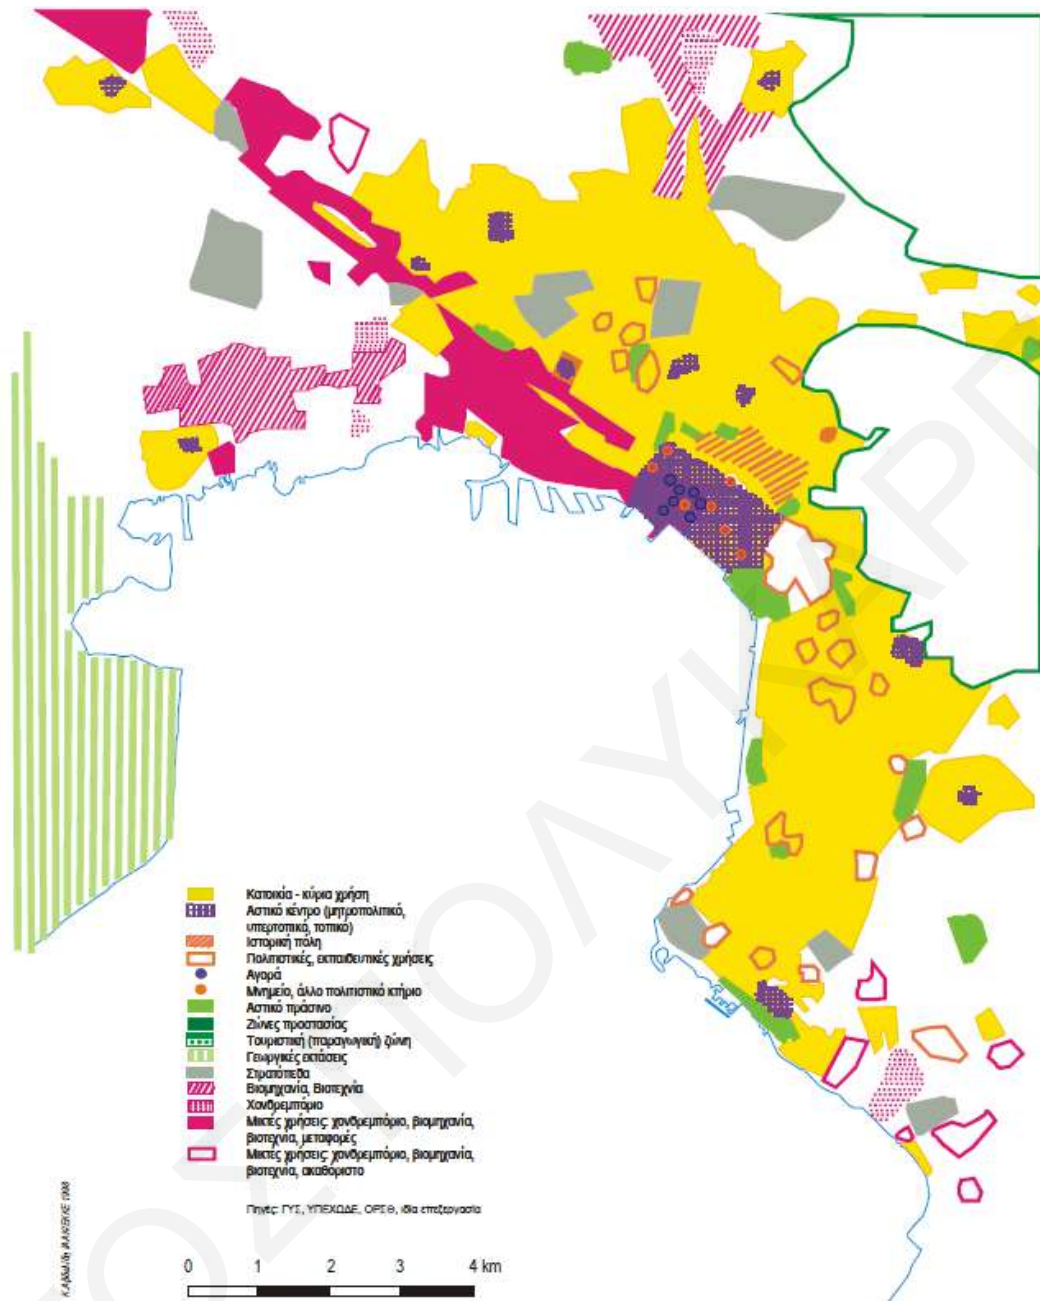 Κατοικία - κύρια χρήση
Αστικό κέντρο (μητροπολιτικό,
υπερτοπικό, τοπικό)
Ιστορική πόλη
Πολιτιστικές, εκπαιδευτικές χρήσεις
Αγορά
Μνημείο, άλλο πολιτιστικό κτήριο
Αστικό πράσινο
Ζώνες προστασίας
Τουριστική (παραγωγική) ζώνη
Γεωργικές εκτάσεις
Στρατόπεδα
Βιομηχανία, Βιοτεχνία
Χονδρεμπόριο
Μικτές χρήσεις: χονδρεμπόριο, βιομηχανία,
βιοτεχνία, μεταφορές
Μικτές χρήσεις: χονδρεμπόριο, βιομηχανία,
βιοτεχνία, ακαθόριστο
Πηγές: ΓΥΣ, ΥΠΕΧΩΔΕ, ΟΡΣΘ, ίδια επεξεργασία
0 1 2 3 4 km